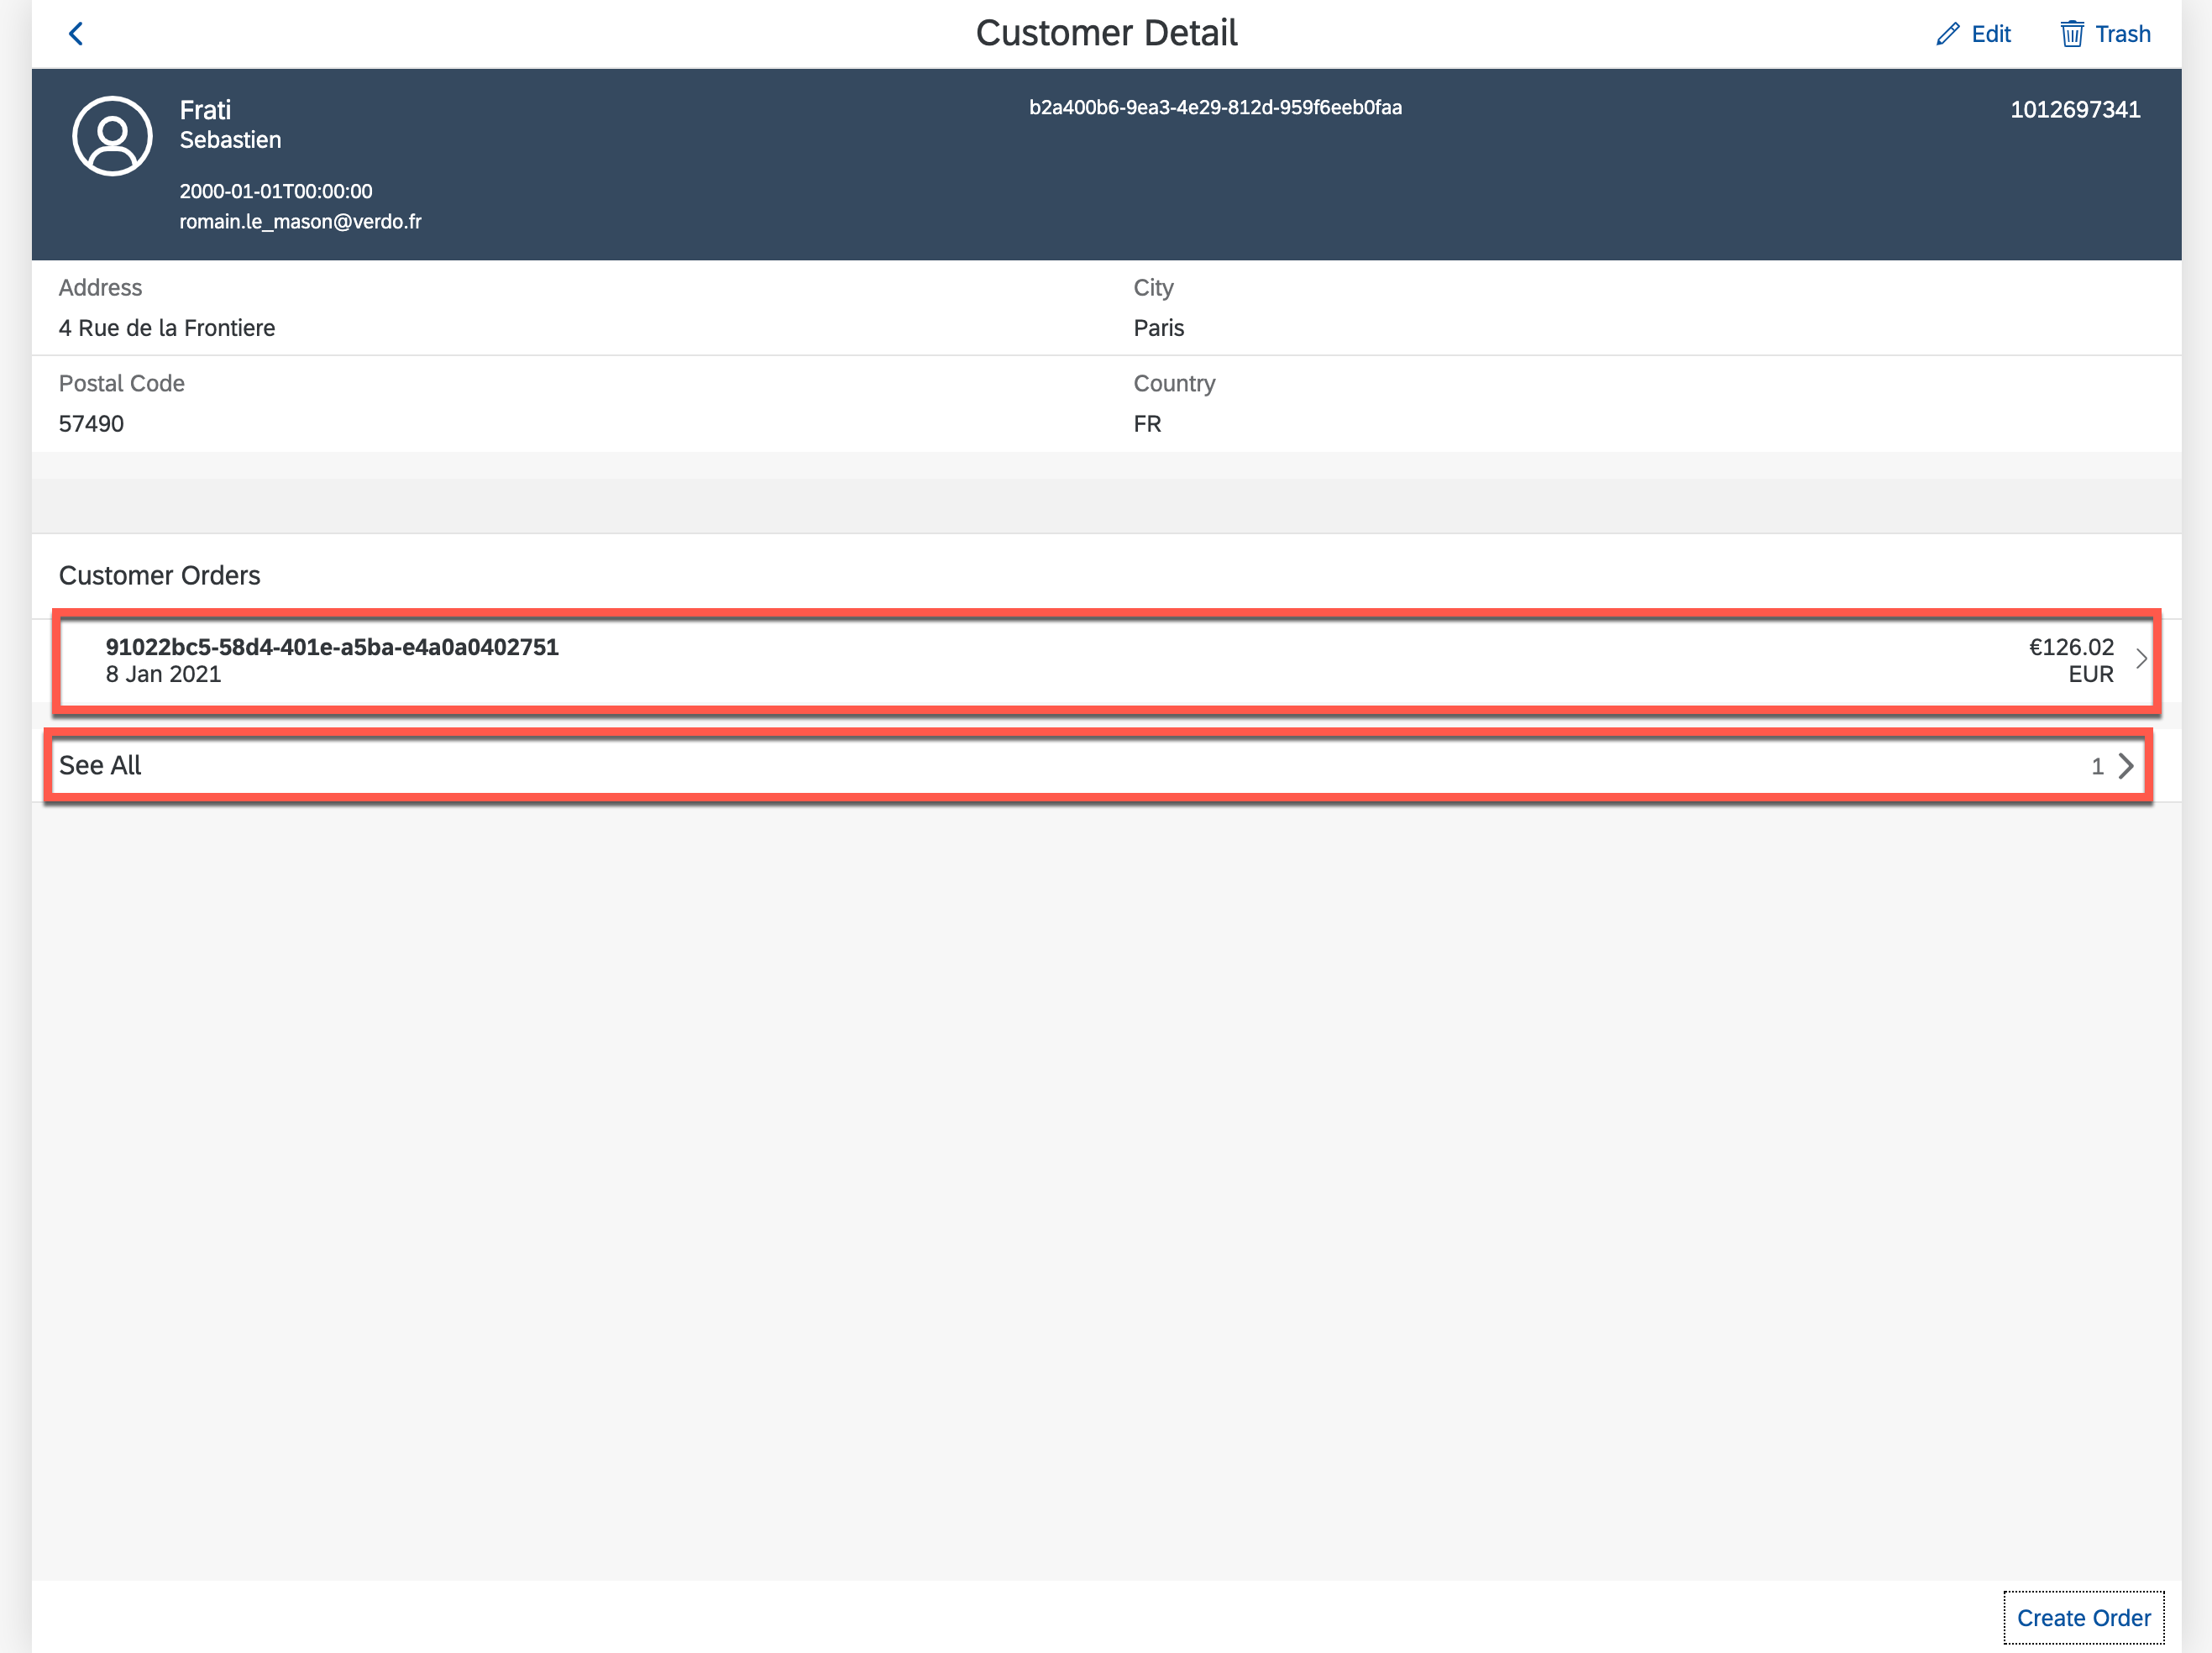 Customer Detail
Edit
Trash
Frati
Sebastien
2000-01-01T00:00:00
romain.le_mason@verdo.fr
b2a400b6-9ea3-4e29-812d-959f6eeb0faa
1012697341
Address
4 Rue de la Frontiere
City
Paris
Postal Code
57490
Country
FR
Customer Orders
91022bc5-58d4-401e-a5ba-e4a0a0402751
8 Jan 2021
€126.02
EUR
See All
1
Create Order